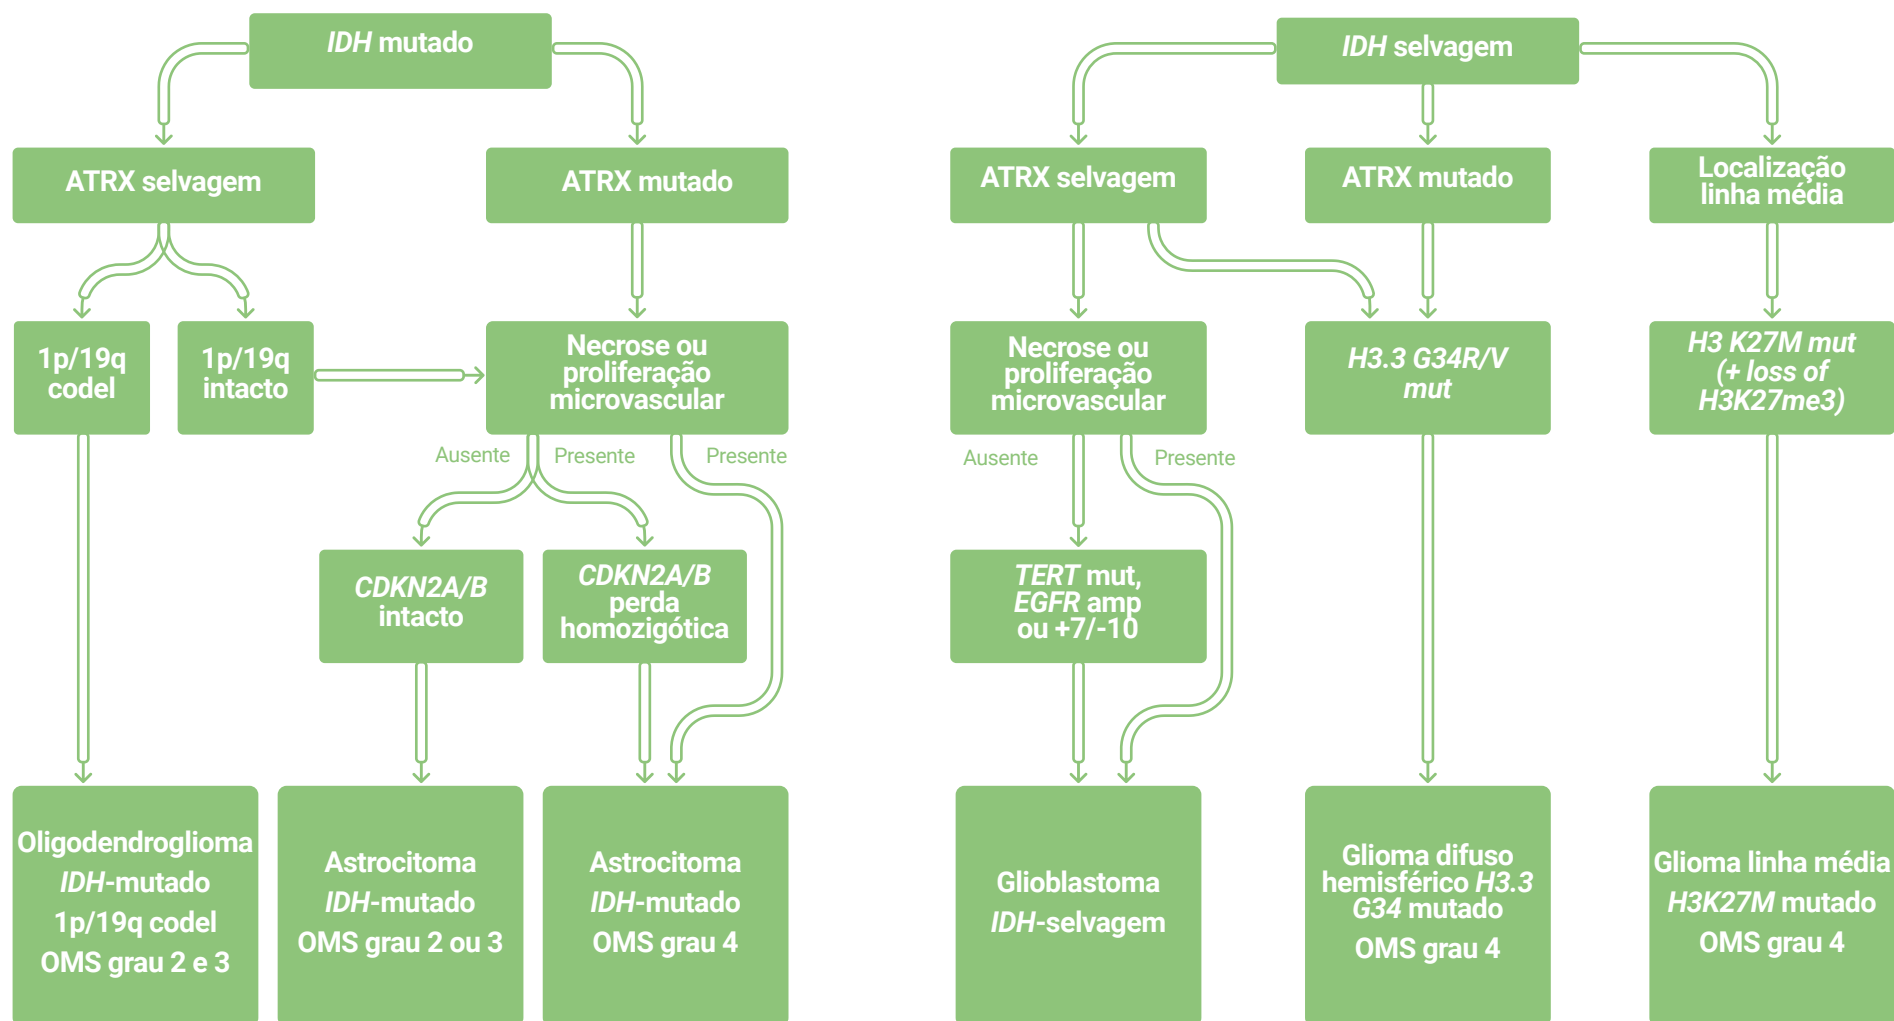 IDH mutado
IDH selvagem
ATRX selvagem
ATRX mutado
ATRX selvagem
ATRX mutado
Localização
linha média
1p/19q
codel
1p/19q
intacto
Necrose ou
proliferação
microvascular
Necrose ou
proliferação
microvascular
H3.3 G34R/V
mut
H3 K27M mut
(+ loss of
H3K27me3)
Ausente
Presente
Presente
Ausente
Presente
CDKN2A/B
intacto
CDKN2A/B
perda
homozigótica
TERT mut,
EGFR amp
ou +7/-10
Oligodendroglioma
IDH-mutado
1p/19q codel
OMS grau 2 e 3
Astrocitoma
IDH-mutado
OMS grau 2 ou 3
Astrocitoma
IDH-mutado
OMS grau 4
Glioblastoma
IDH-selvagem
Glioma difuso
hemisférico H3.3
G34 mutado
OMS grau 4
Glioma linha média
H3K27M mutado
OMS grau 4